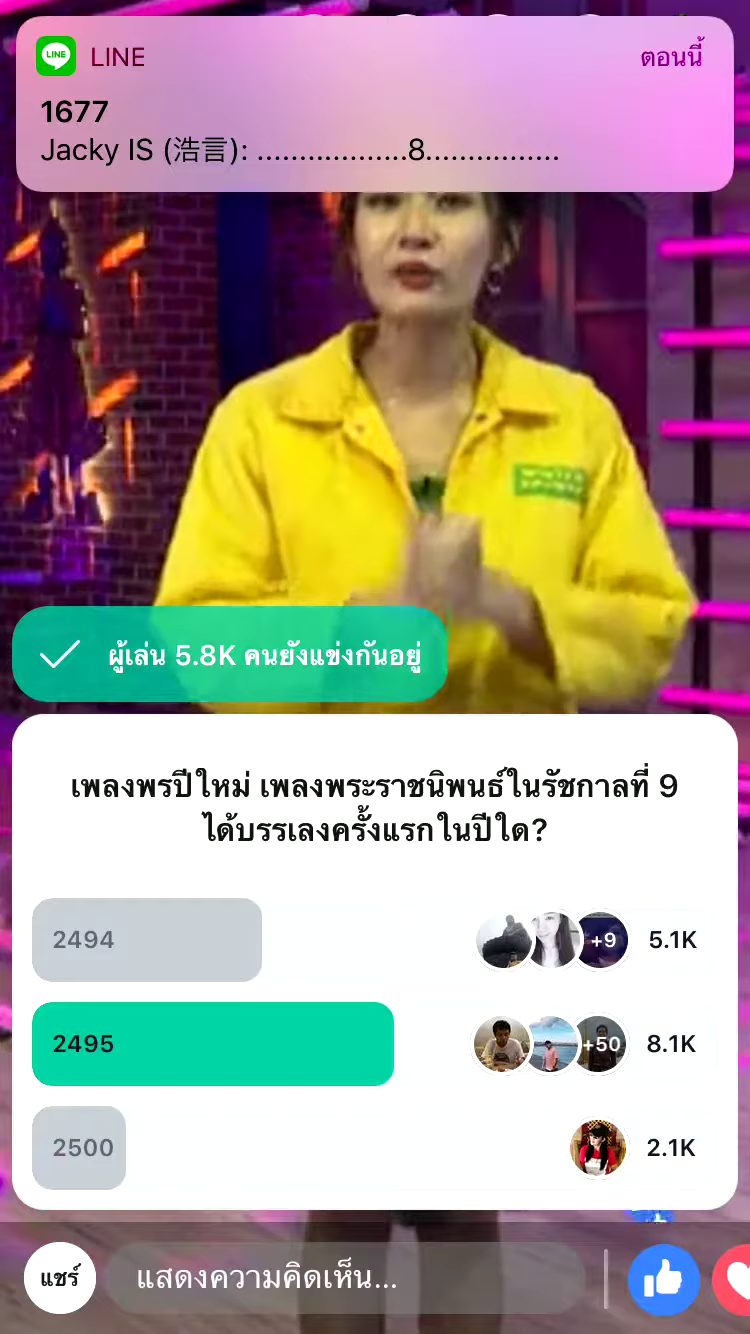 LINE
LINE
ตอนนี้
1677
Jacky IS (浩言): ..................8................
ผู้เล่น 5.8K คนยังแข่งกันอยู่
เพลงพรปีใหม่ เพลงพระราชนิพนธ์ในรัชกาลที่ 9
ได้บรรเลงครั้งแรกในปีใด?
2494
+9
5.1K
2495
+50
8.1K
2500
2.1K
แชร์
แสดงความคิดเห็น...